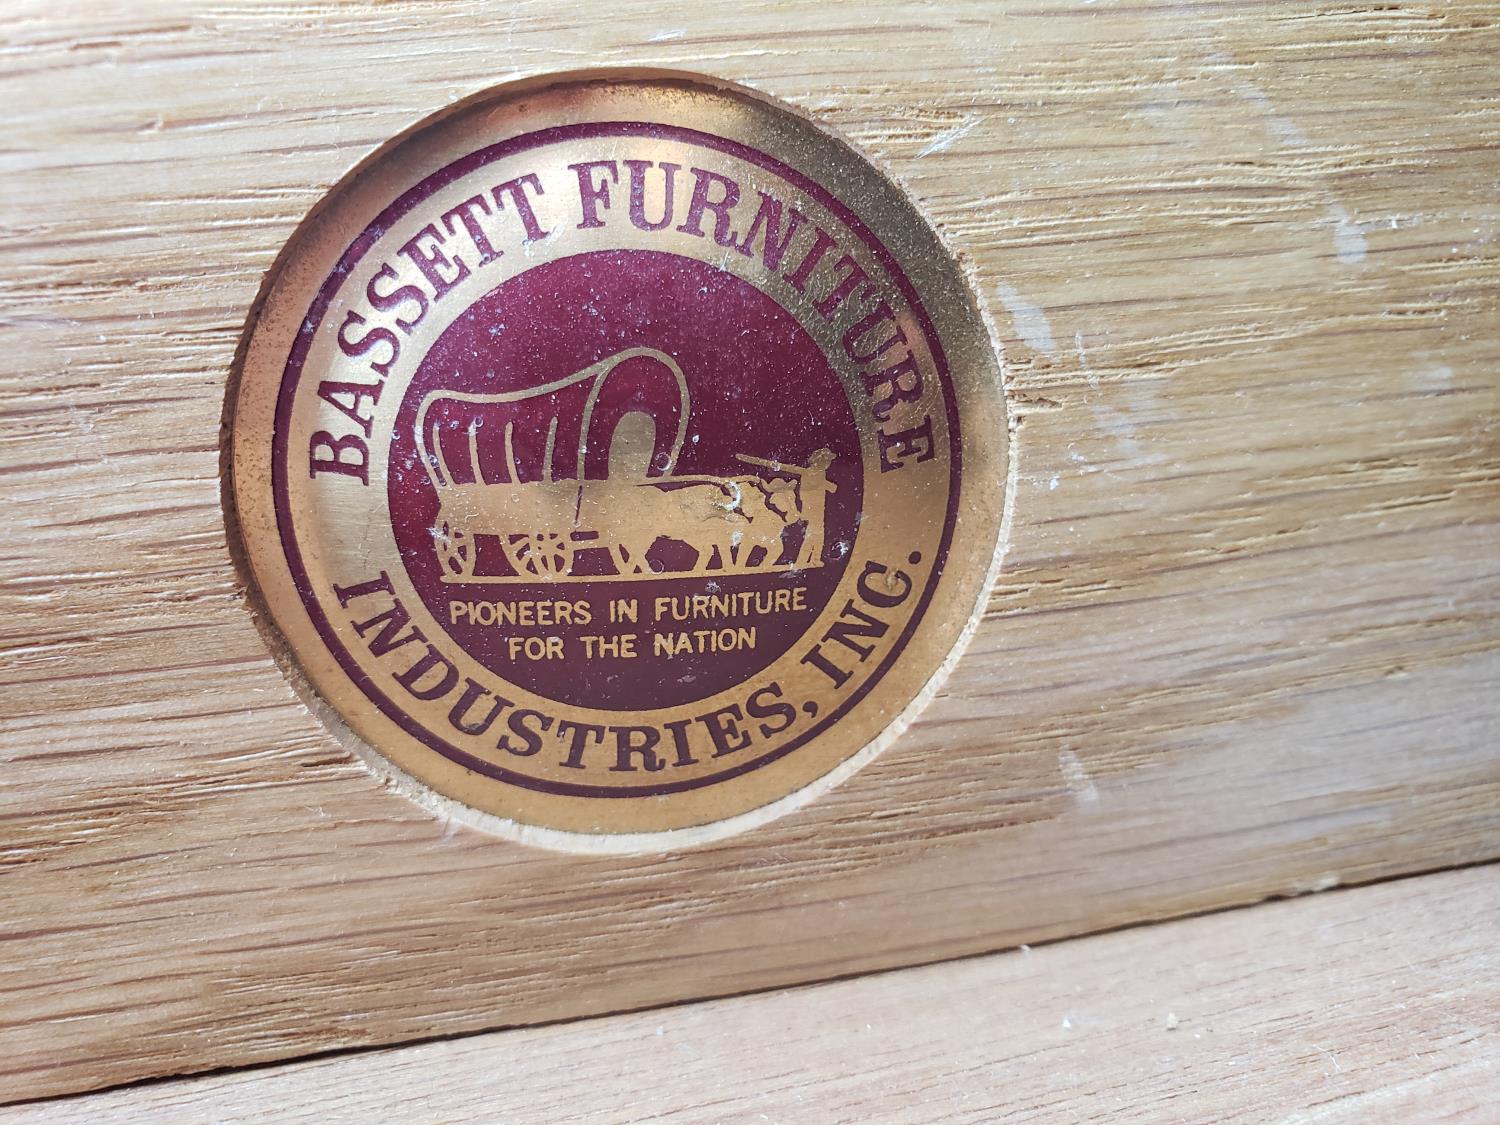 BASSETT FURNITURE
INDUSTRIES, INC.
PIONEERS IN FURNITURE
FOR THE NATION